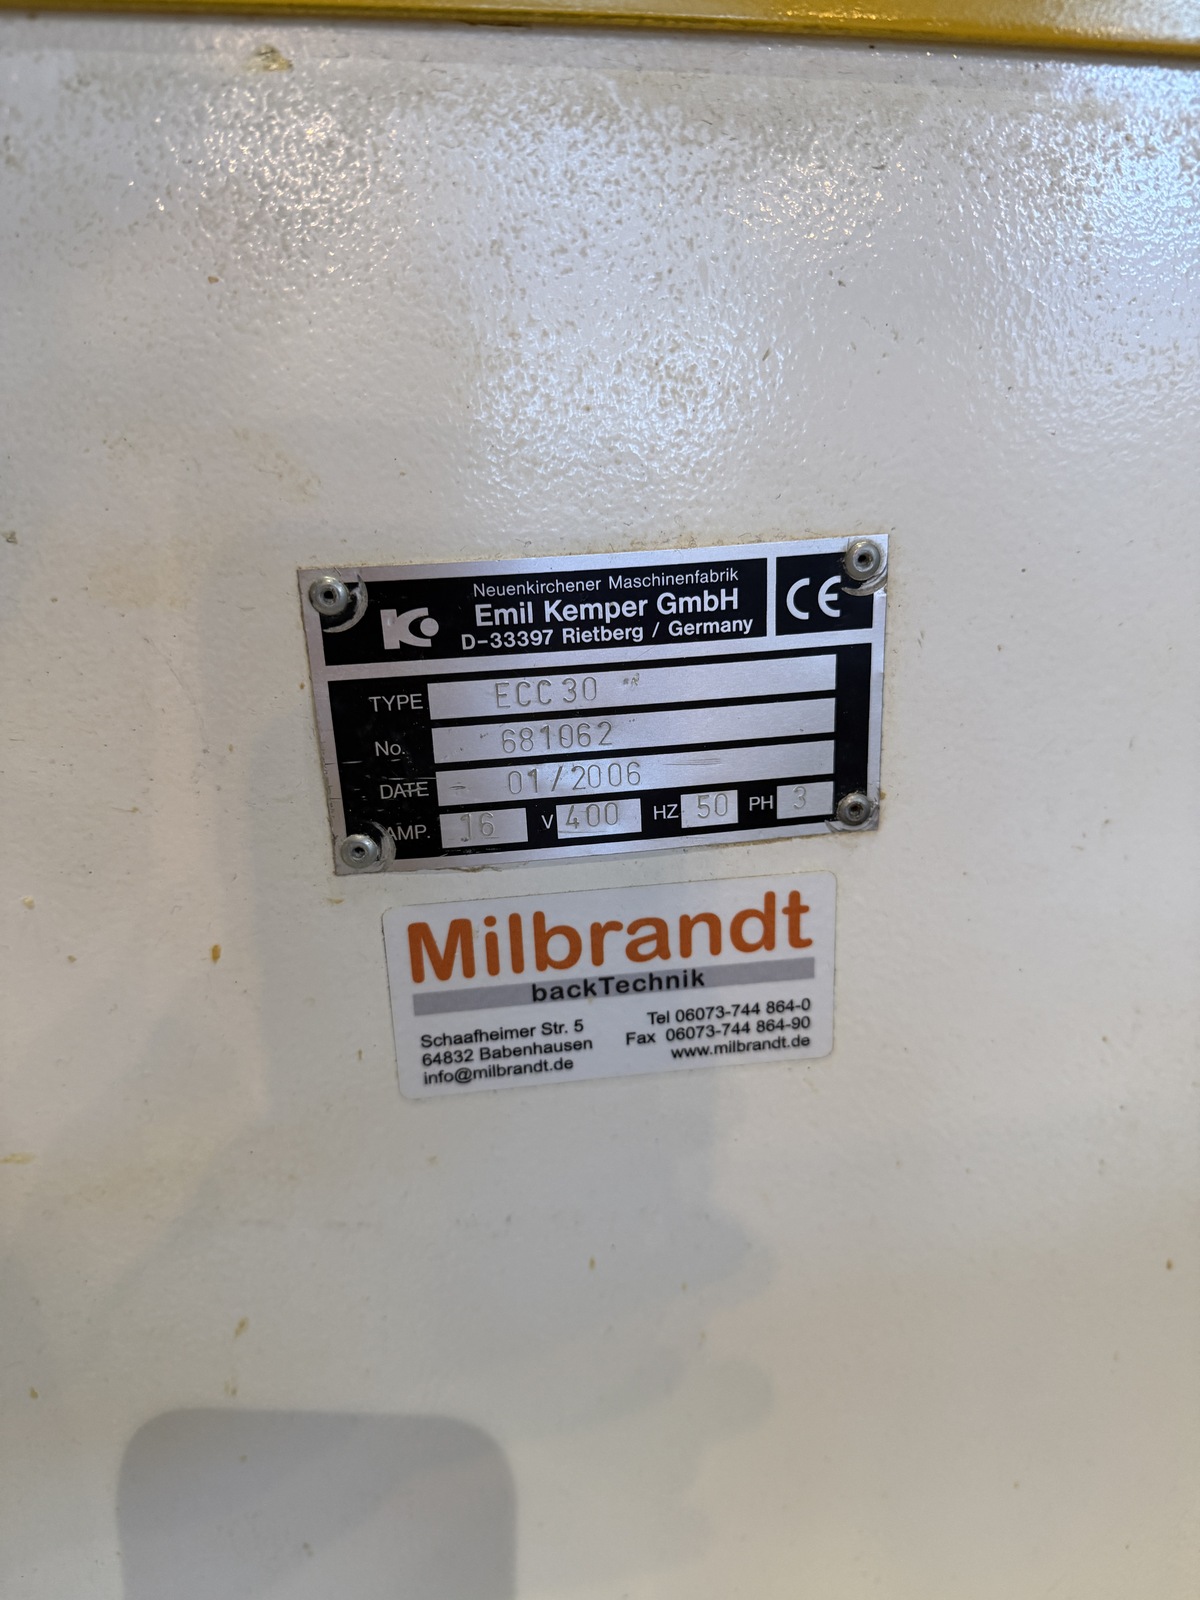 Neuenkirchener Maschinenfabrik
Emil Kemper GmbH
D-33397 Rietberg / Germany
CE
TYPE ECC 30
No. 681062
DATE 01/2006
AMP. 16 V 400 HZ 50 PH 3
Milbrandt
backTechnik
Schaafheimer Str. 5
64832 Babenhausen
info@milbrandt.de
Tel 06073-744 864-0
Fax 06073-744 864-90
www.milbrandt.de